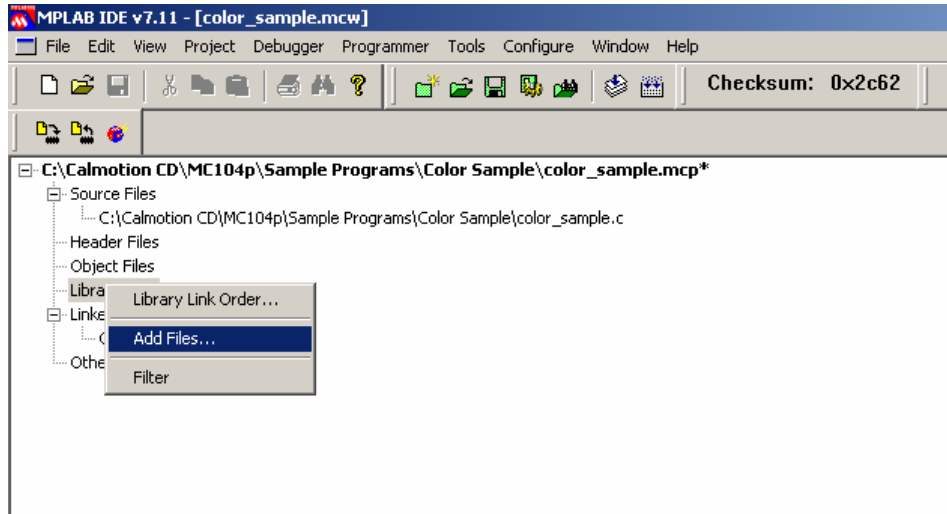 MPLAB IDE v7.11 - [color_sample.mcw]
File Edit View Project Debugger Programmer Tools Configure Window Help
Checksum: 0x2c62
C:\Calmotion CD\MC104p\Sample Programs\Color Sample\color_sample.mcp*
Source Files
C:\Calmotion CD\MC104p\Sample Programs\Color Sample\color_sample.c
Header Files
Object Files
Libra
Library Link Order...
Linke
Add Files...
Othe
Filter